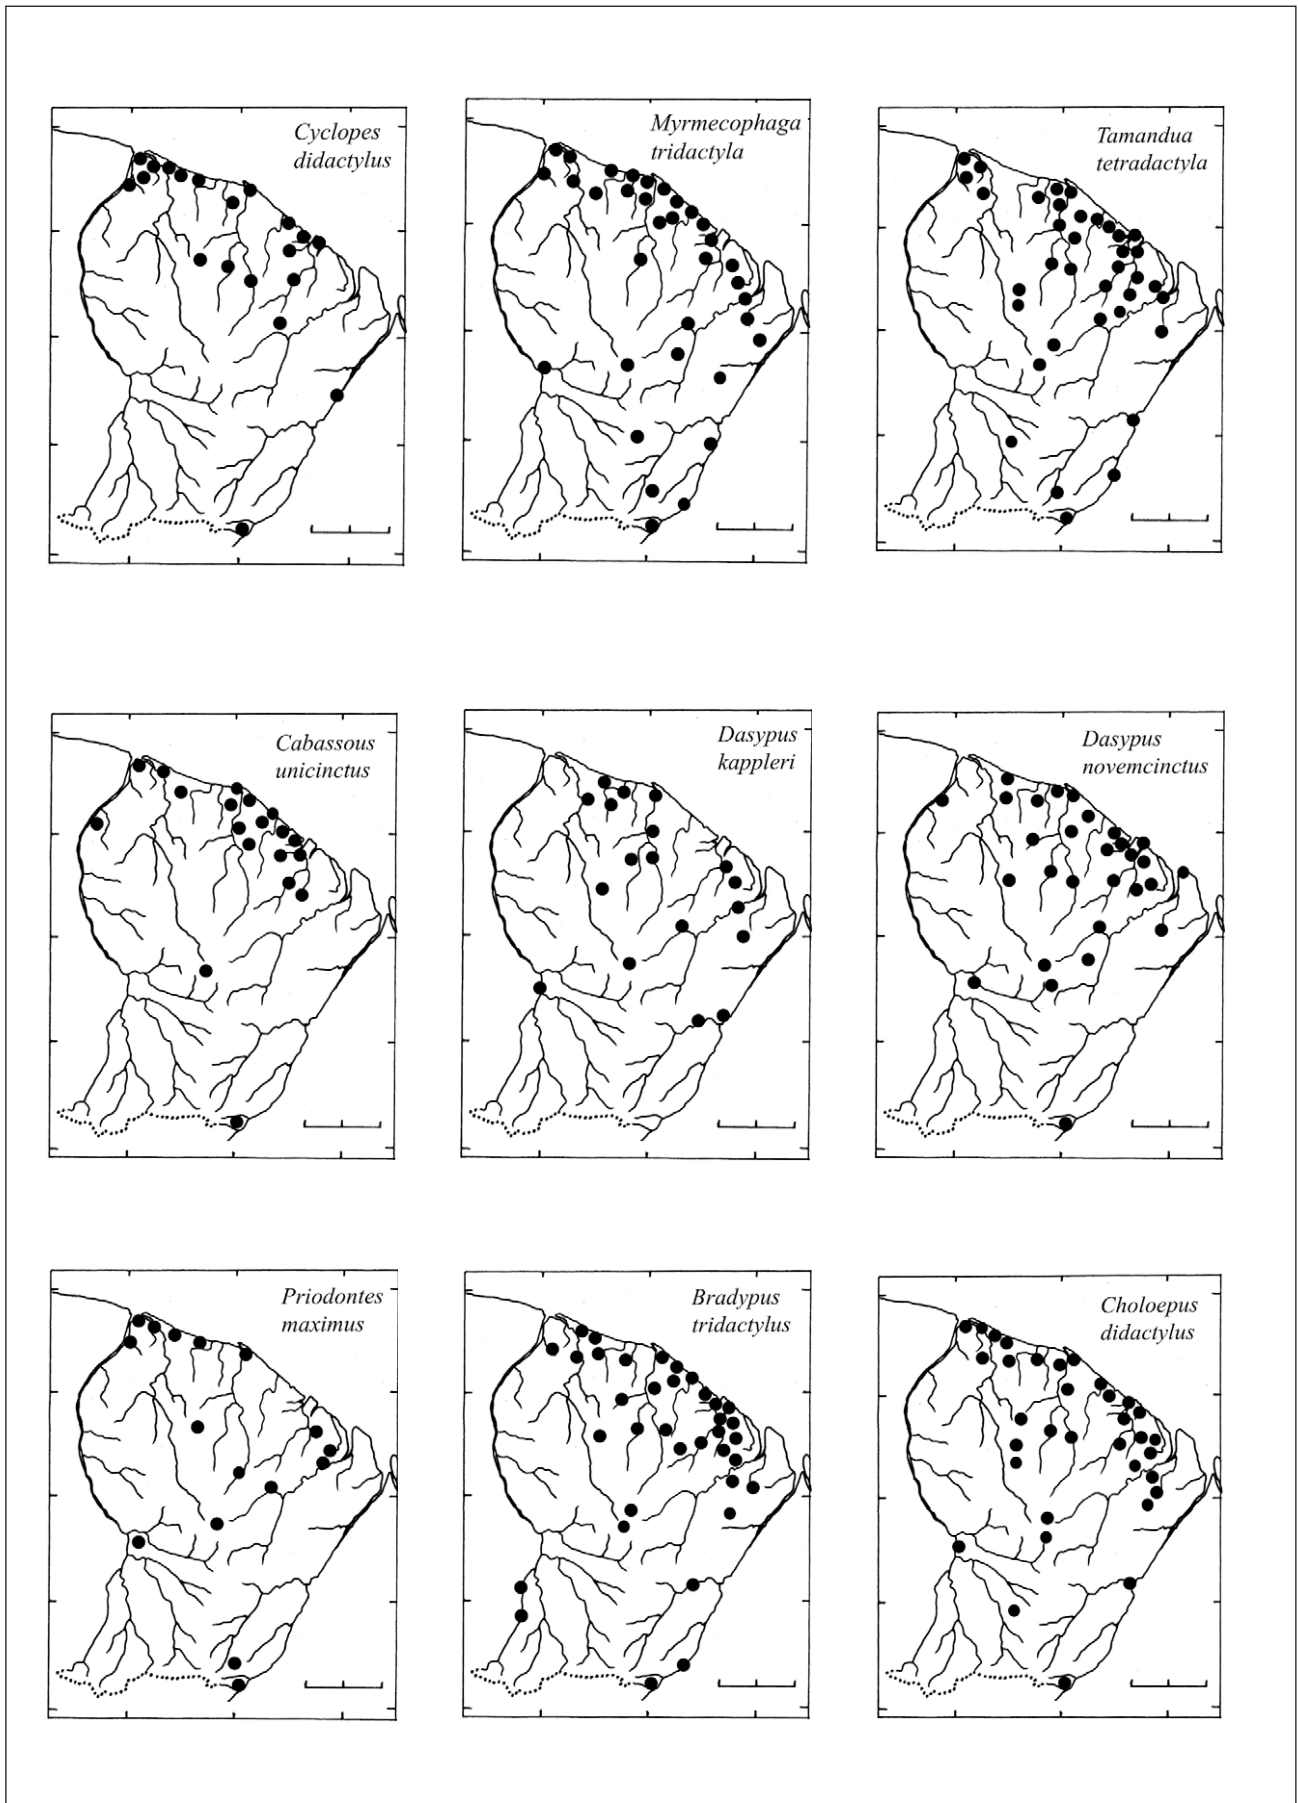 Cyclopes
didactylus
Myrmecophaga
tridactyla
Tamandua
tetradactyla
Cabassous
unicinctus
Dasypus
kappleri
Dasypus
novemcinctus
Priodontes
maximus
Bradypus
tridactylus
Choloepus
didactylus